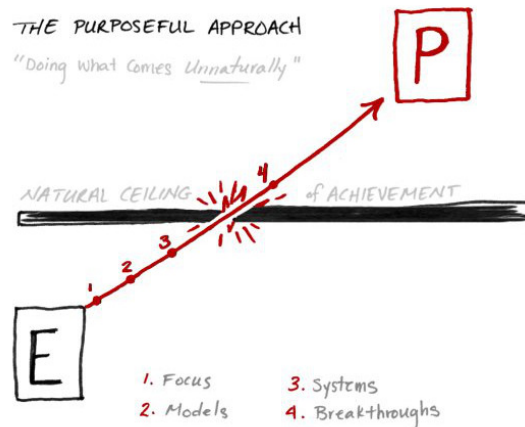 THE PURPOSEFUL APPROACH
"Doing What Comes Unnaturally"
P
4
NATURAL CEILING of ACHIEVEMENT
3
2
1
E
1. Focus 3. Systems
2. Models 4. Breakthroughs